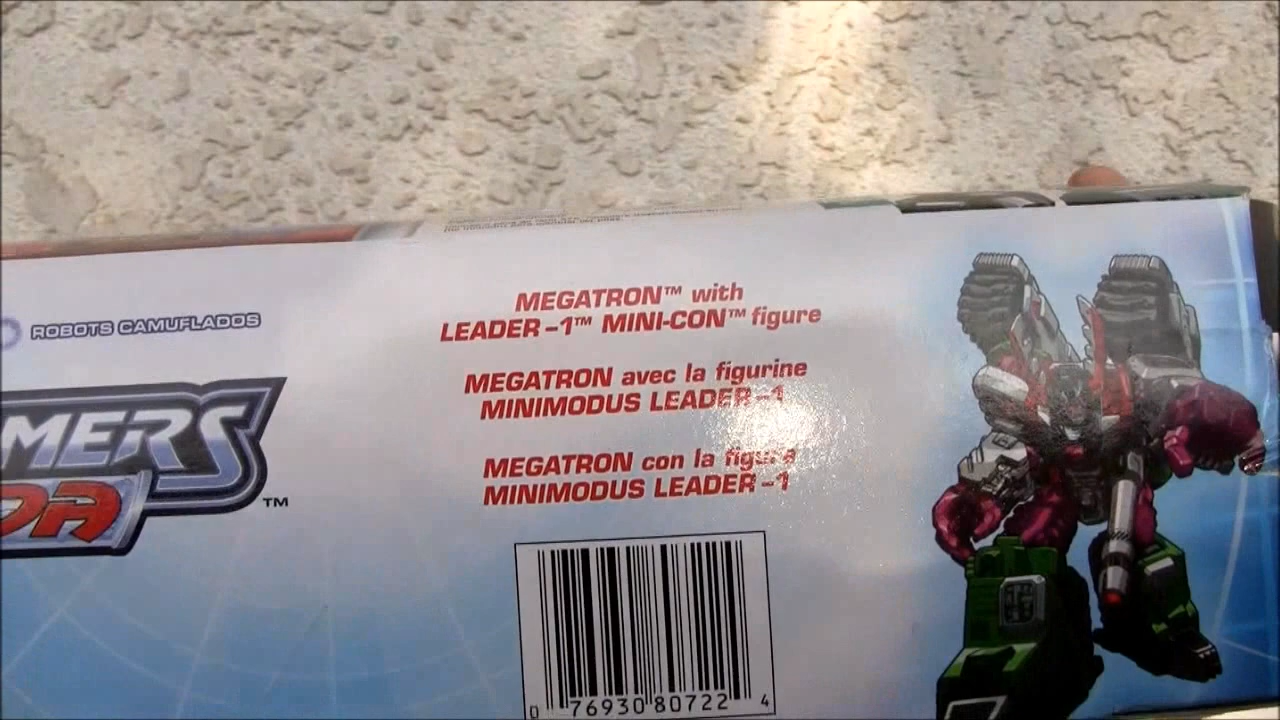 ROBOTS CAMUFLADOS
MERS
DA
TM
MEGATRON™ with
LEADER-1™ MINI-CON™ figure
MEGATRON avec la figurine
MINIMODUS LEADER-1
MEGATRON con la figura
MINIMODUS LEADER-1
0 76930 80722 4